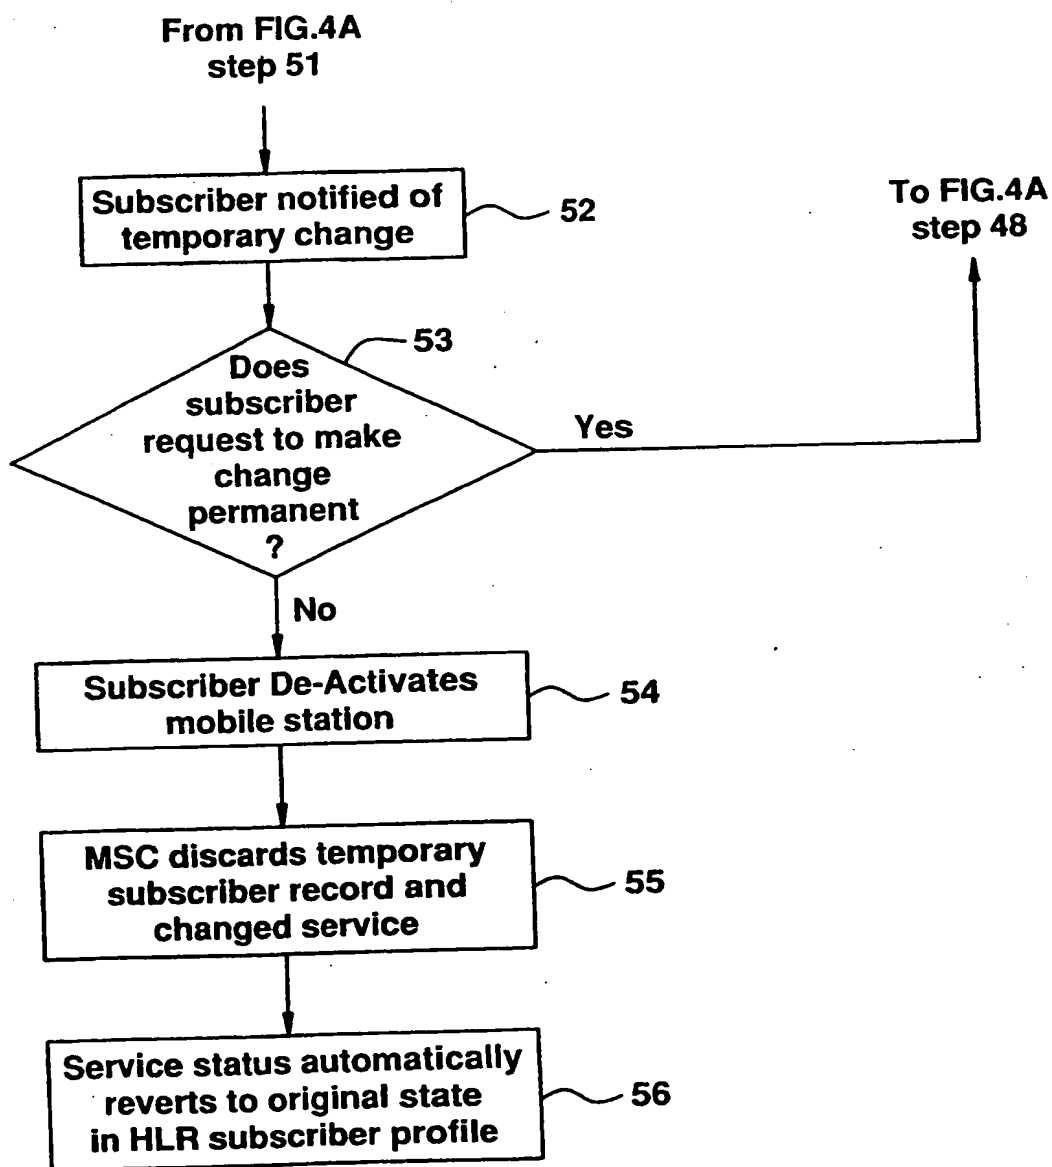 From FIG.4A
step 51
Subscriber notified of
temporary change
52
To FIG.4A
step 48
53
Does
subscriber
request to make
change
permanent
?
Yes
No
Subscriber De-Activates
mobile station
54
MSC discards temporary
subscriber record and
changed service
55
Service status automatically
reverts to original state
in HLR subscriber profile
56